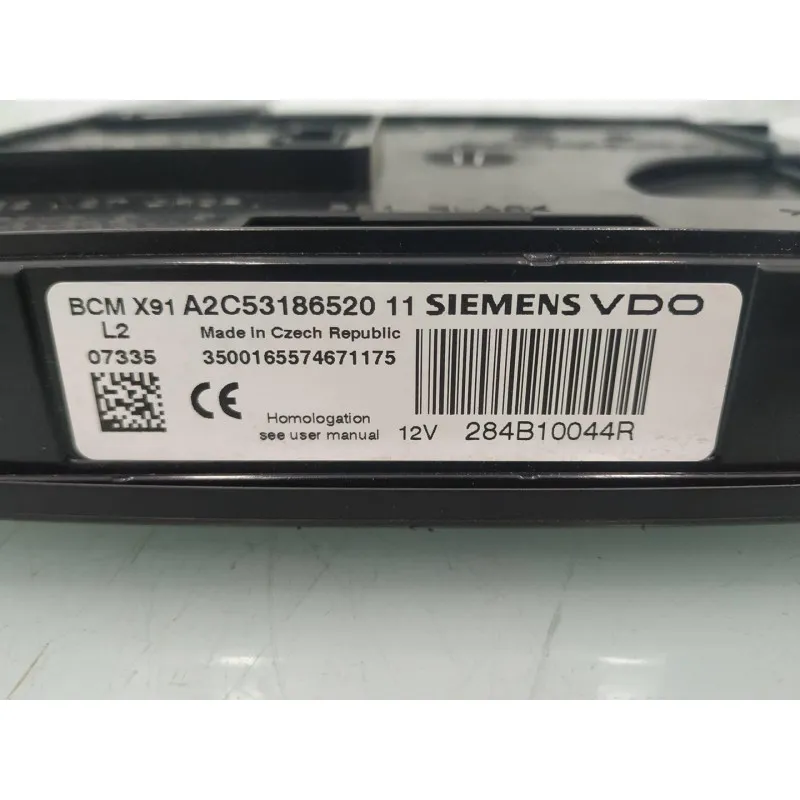 BCM X91 A2C53186520 11 SIEMENS VDO
L2 Made in Czech Republic
07335 3500165574671175
CE
Homologation
see user manual 12V 284B10044R